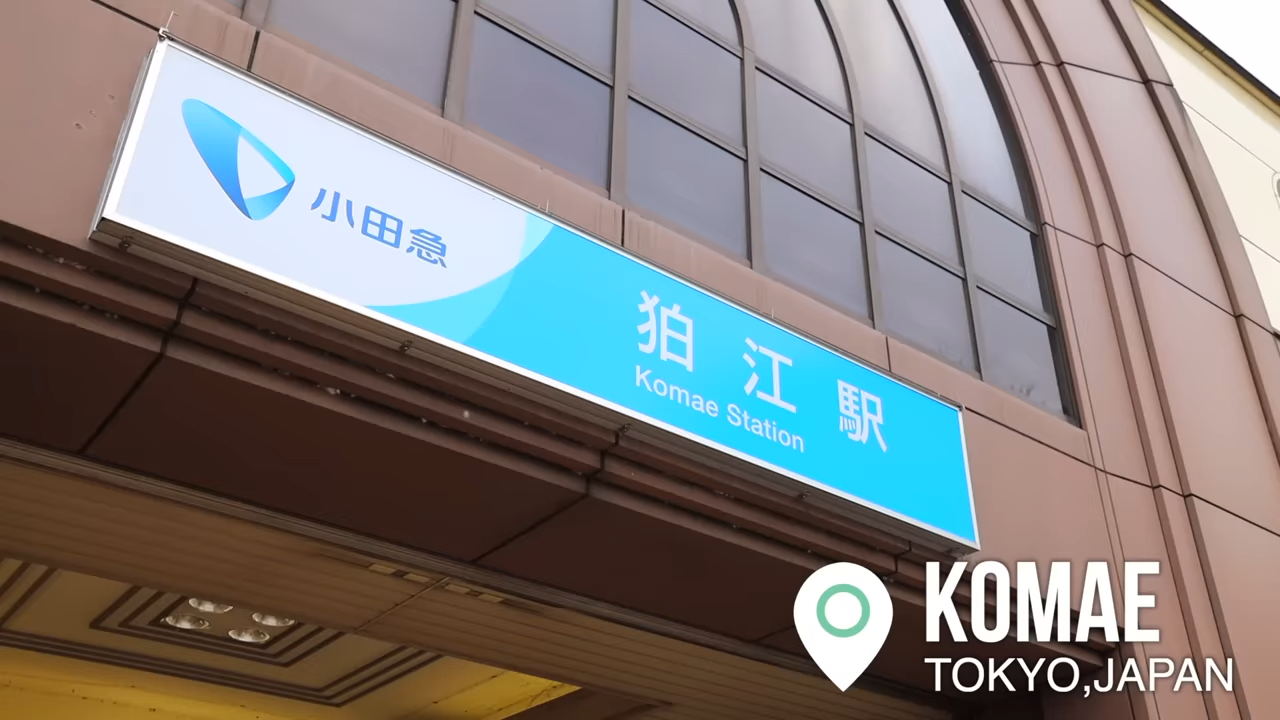 小田急
狛江駅
Komae Station
KOMAE
TOKYO,JAPAN